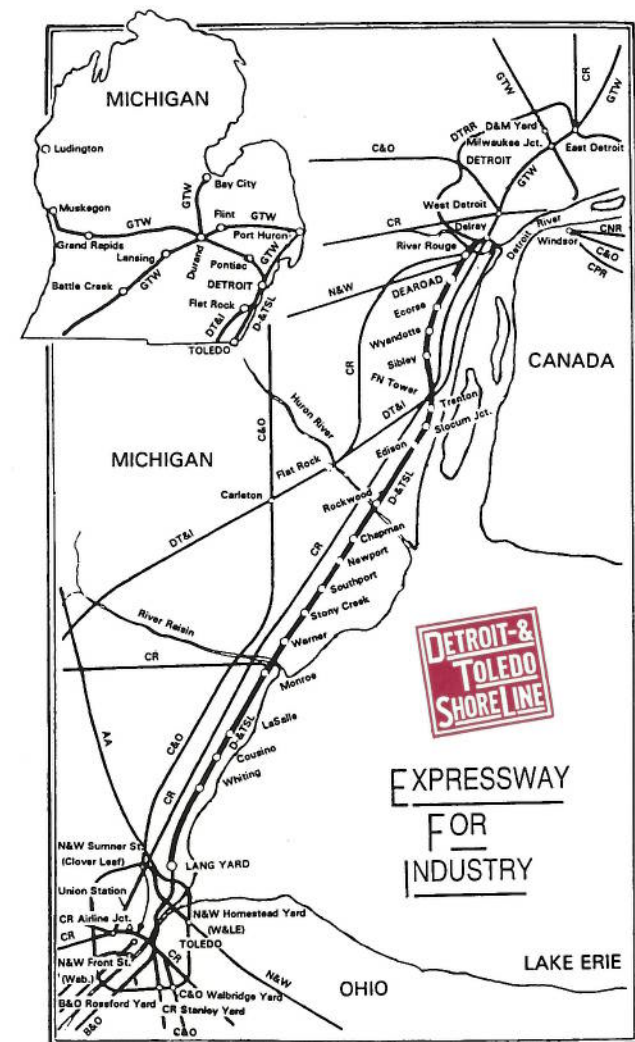 MICHIGAN
Ludington
Bay City
GTW
Muskegon
GTW
Flint
GTW
Grand Rapids
Port Huron
Lansing
Durand
GTW
Pontiac
Battle Creek
GTW
DETROIT
Flat Rock
DT&I
D-&TSL
TOLEDO
GTW
CR
GTW
DTRR
D&M Yard
Milwaukee Jct.
East Detroit
C&O
DETROIT
GTW
West Detroit
CR
Delray
Detroit River
River Rouge
Windsor
CNR
C&O
CPR
N&W
DEAROAD
Ecorse
Wyandotte
Sibley
CANADA
CR
FN Tower
Huron River
DT&I
Trenton
Slocum Jct.
C&O
Edison
MICHIGAN
Flat Rock
Carleton
Rockwood
D-&TSL
DT&I
CR
Chapman
Newport
Southport
Stony Creek
River Raisin
Warner
CR
Monroe
DETROIT-&
TOLEDO
SHORE LINE
AA
C&O
D-&TSL
LaSalle
Cousino
CR
Whiting
EXPRESSWAY
FOR
INDUSTRY
N&W Sumner St.
(Clover Leaf)
LANG YARD
Union Station
CR Airline Jct.
N&W Homestead Yard
(W&LE)
CR
TOLEDO
N&W Front St.
(Wab.)
CR
N&W
LAKE ERIE
B&O Rossford Yard
C&O Walbridge Yard
OHIO
B&O
CR Stanley Yard
C&O